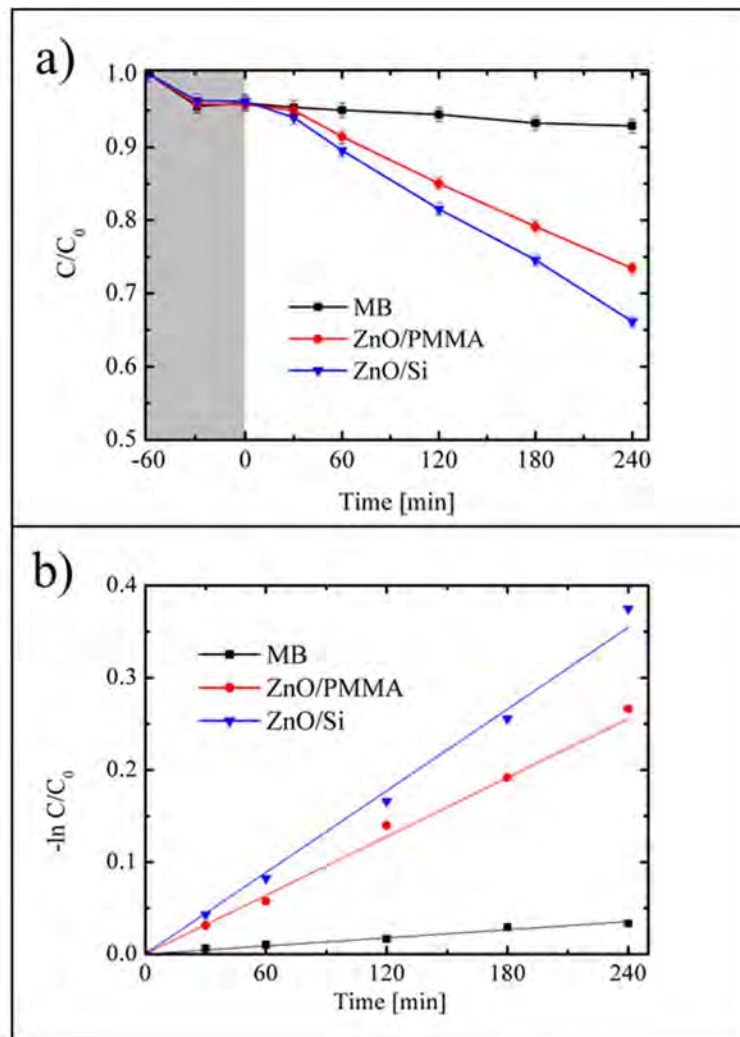 a)
1.0
0.9
0.8
0.7
0.6
0.5
C/C0
MB
ZnO/PMMA
ZnO/Si
-60 0 60 120 180 240
Time [min]
b)
0.4
0.3
0.2
0.1
0.0
-ln C/C0
MB
ZnO/PMMA
ZnO/Si
0 60 120 180 240
Time [min]